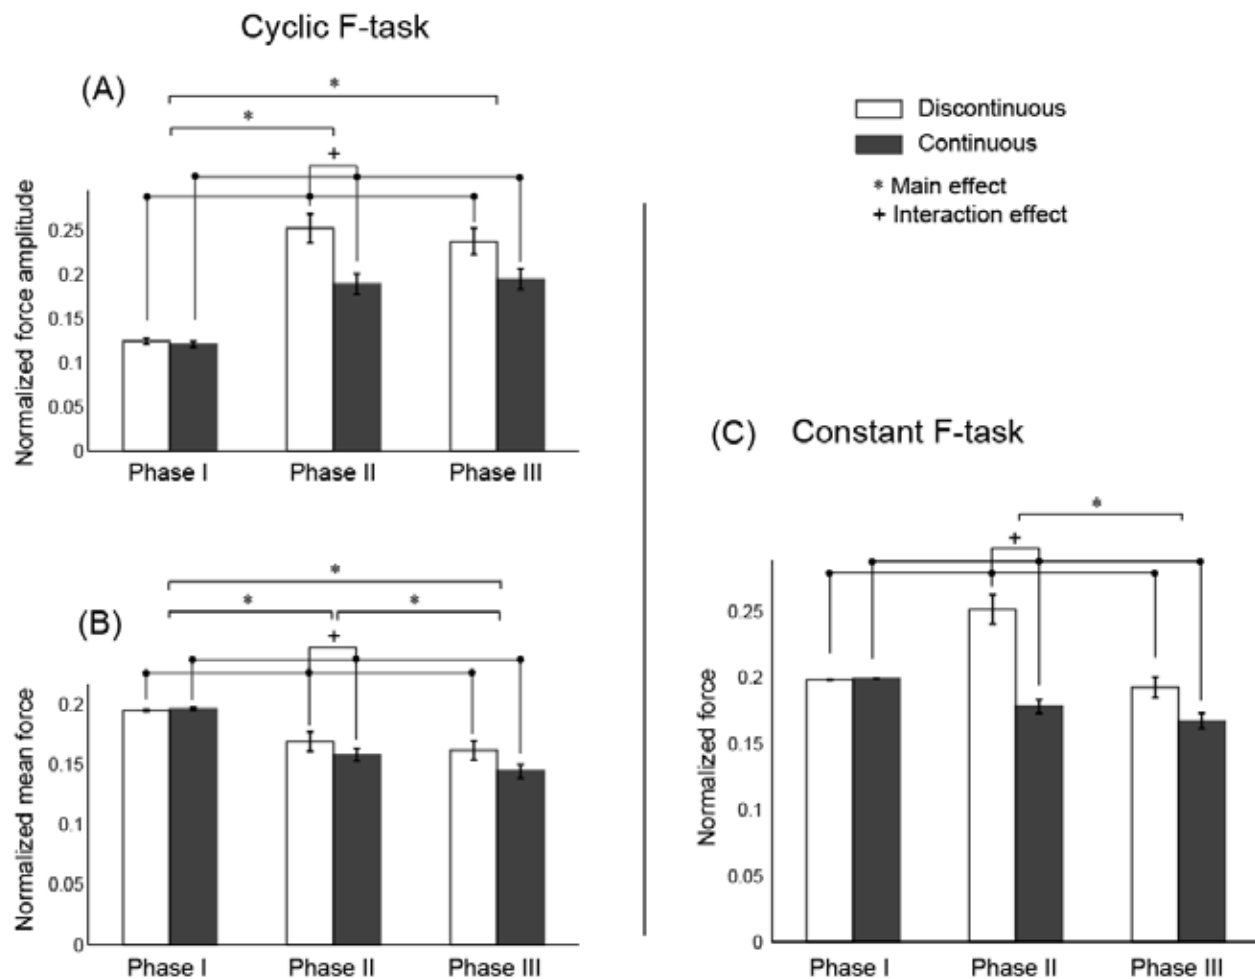 Cyclic F-task
(A)
*
*
+
Normalized force amplitude
0.25
0.2
0.15
0.1
0.05
0
Phase I Phase II Phase III
Discontinuous
Continuous
* Main effect
+ Interaction effect
(B)
*
* *
+
Normalized mean force
0.2
0.15
0.1
0.05
0
Phase I Phase II Phase III
(C) Constant F-task
*
+
Normalized force
0.25
0.2
0.15
0.1
0.05
0
Phase I Phase II Phase III